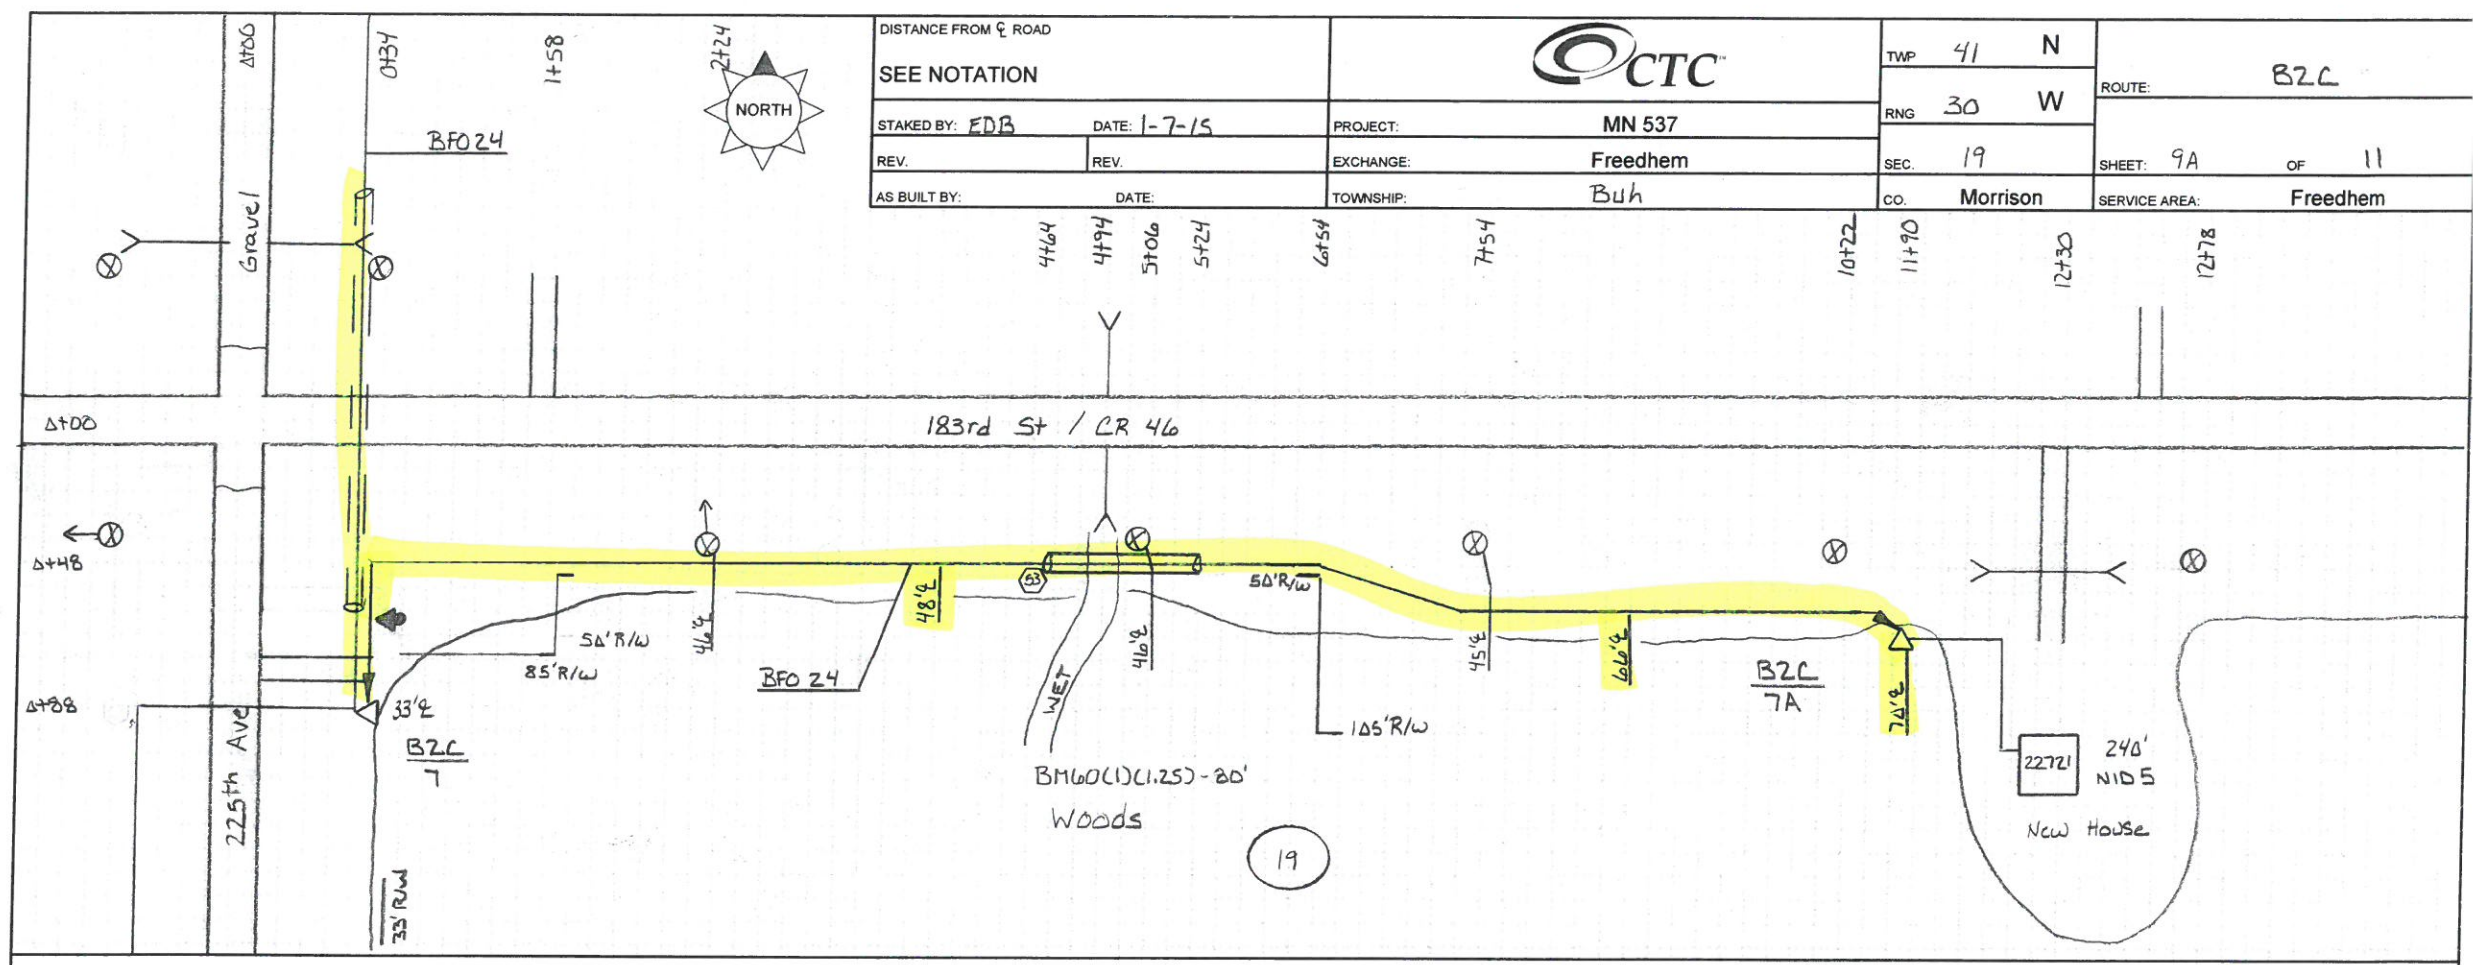 DISTANCE FROM ℄ ROAD
SEE NOTATION
STAKED BY: EDB DATE: 1-7-15
REV. REV.
AS BUILT BY: DATE:
CTC™
PROJECT: MN 537
EXCHANGE: Freedhem
TOWNSHIP: Buh
TWP 41 N
RNG 30 W
SEC. 19
CO. Morrison
ROUTE: B2C
SHEET: 9A OF 11
SERVICE AREA: Freedhem
NORTH
Δ+00
0+34
1+58
2+24
4+64
4+94
5+06
5+24
6+54
7+54
10+22
11+90
12+30
12+78
BFO 24
Gravel
Δ+00
183rd St / CR 46
Δ+48
Δ+88
225th Ave
33'℄
B2C
7
33' R/W
50' R/W
85' R/W
46'℄
BFO 24
48'℄
53
WET
46'℄
50' R/W
105' R/W
45'℄
66'℄
B2C
7A
70'℄
BM60(1)(1.25)-80'
Woods
19
22721
240'
NID5
New House